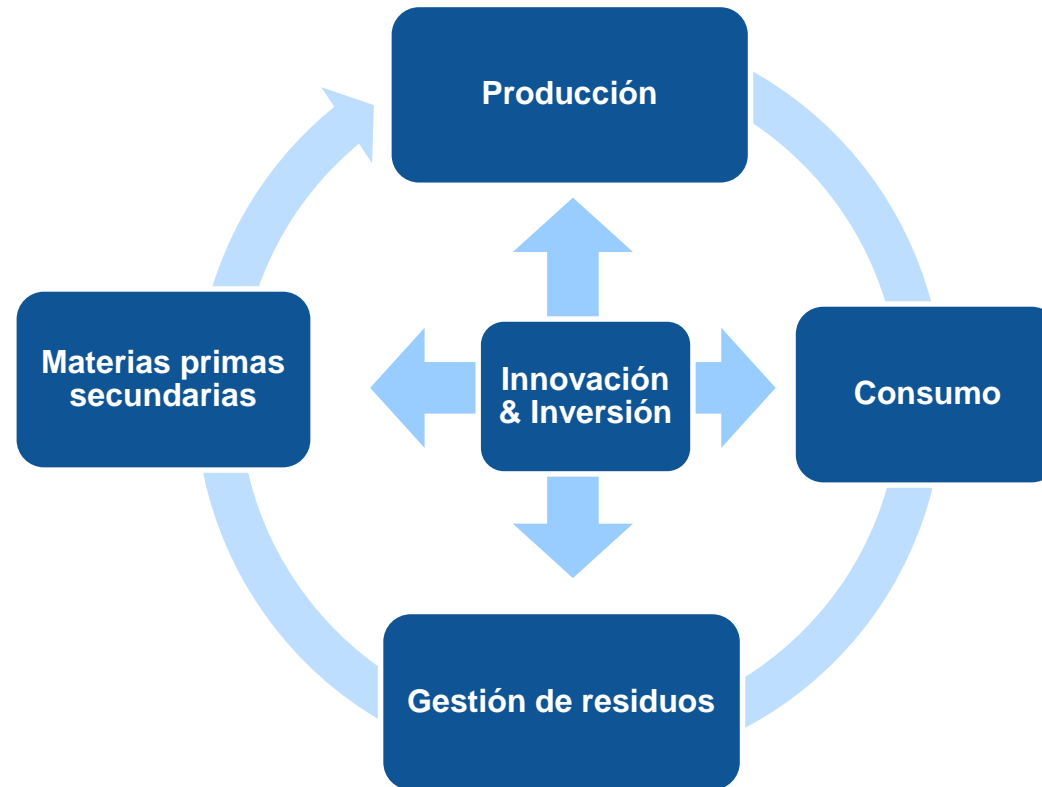 Producción
Materias primas
secundarias
Innovación
& Inversión
Consumo
Gestión de residuos